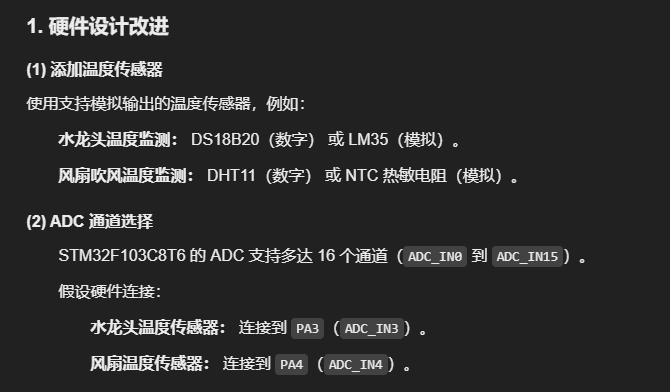 1. 硬件设计改进
(1) 添加温度传感器
使用支持模拟输出的温度传感器，例如：
水龙头温度监测： DS18B20（数字） 或 LM35（模拟）。
风扇吹风温度监测： DHT11（数字） 或 NTC 热敏电阻（模拟）。
(2) ADC 通道选择
STM32F103C8T6 的 ADC 支持多达 16 个通道（ADC_IN0 到 ADC_IN15）。
假设硬件连接：
水龙头温度传感器： 连接到 PA3（ADC_IN3）。
风扇温度传感器： 连接到 PA4（ADC_IN4）。